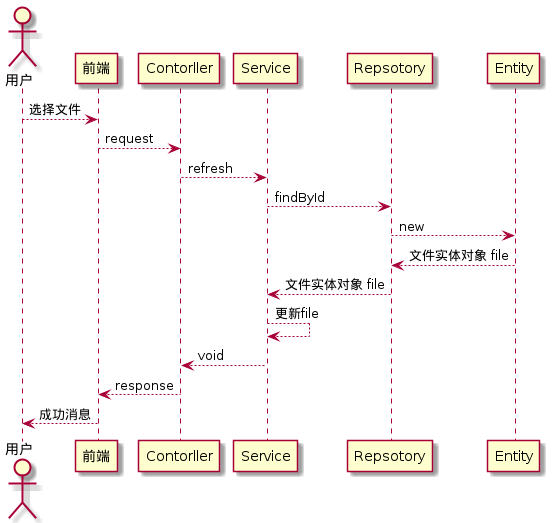 用户
前端
Contorller
Service
Repsotory
Entity
选择文件
request
refresh
findById
new
文件实体对象 file
文件实体对象 file
更新file
void
response
成功消息
用户
前端
Contorller
Service
Repsotory
Entity